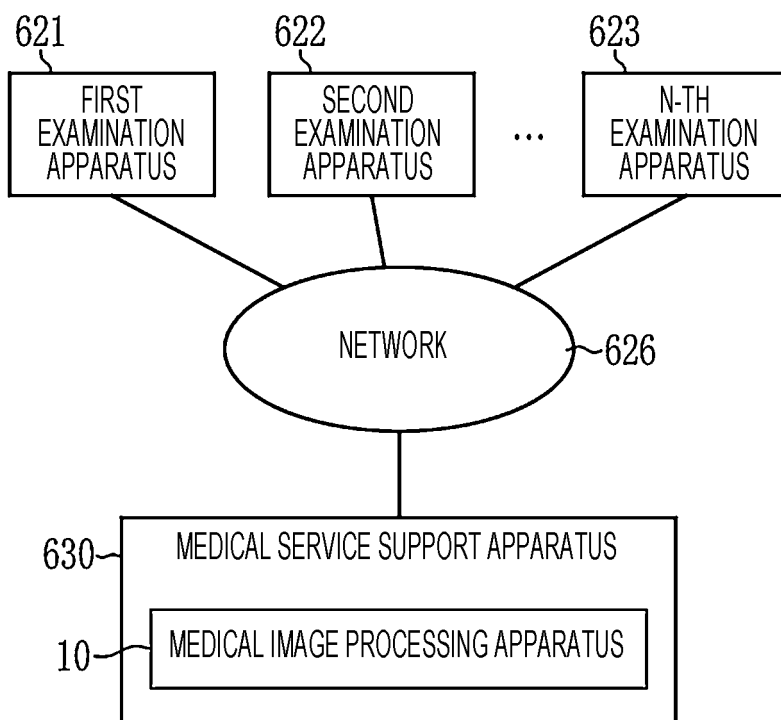 621
622
623
FIRST
EXAMINATION
APPARATUS
SECOND
EXAMINATION
APPARATUS
...
N-TH
EXAMINATION
APPARATUS
NETWORK
626
630
MEDICAL SERVICE SUPPORT APPARATUS
10
MEDICAL IMAGE PROCESSING APPARATUS